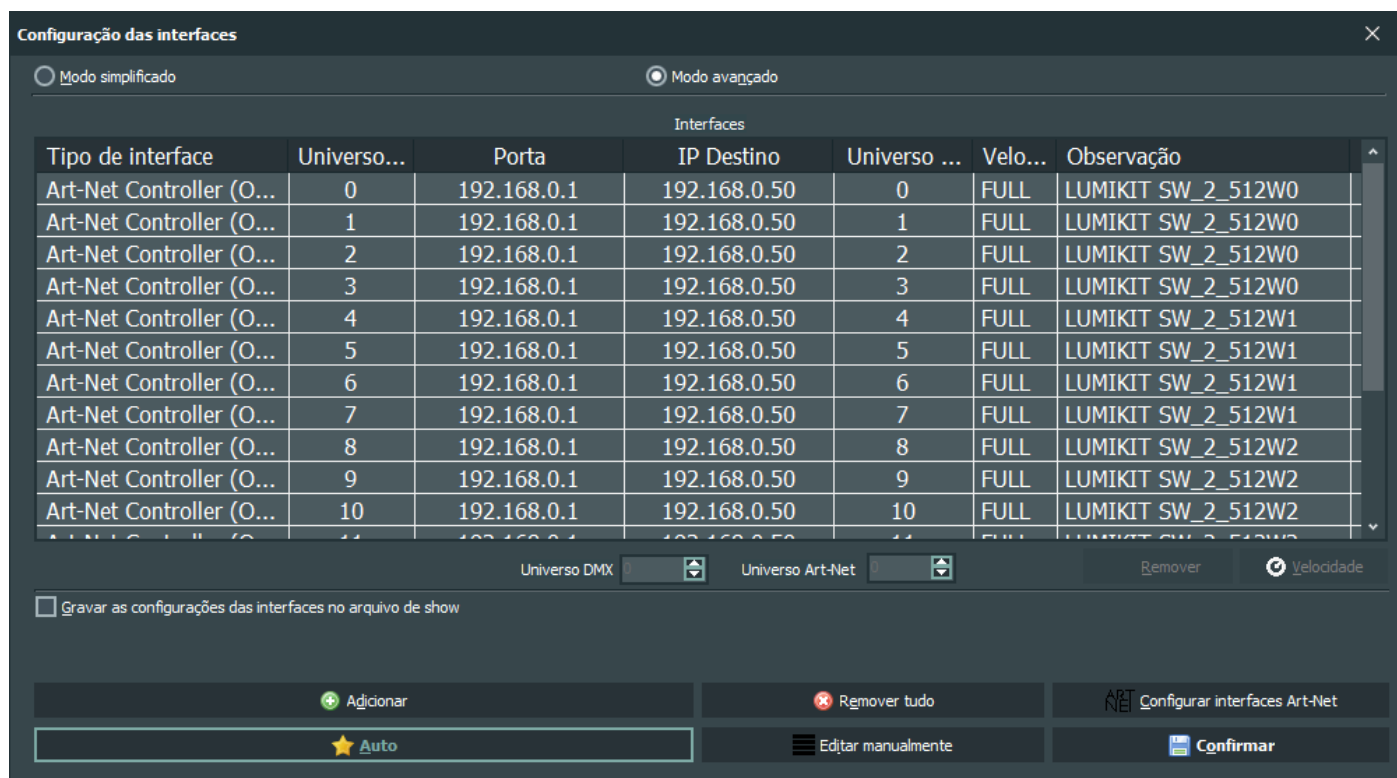 Configuração das interfaces
Modo simplificado Modo avançado
Interfaces
Tipo de interface Universo... Porta IP Destino Universo ... Velo... Observação
Art-Net Controller (O... 0 192.168.0.1 192.168.0.50 0 FULL LUMIKIT SW_2_512W0
Art-Net Controller (O... 1 192.168.0.1 192.168.0.50 1 FULL LUMIKIT SW_2_512W0
Art-Net Controller (O... 2 192.168.0.1 192.168.0.50 2 FULL LUMIKIT SW_2_512W0
Art-Net Controller (O... 3 192.168.0.1 192.168.0.50 3 FULL LUMIKIT SW_2_512W0
Art-Net Controller (O... 4 192.168.0.1 192.168.0.50 4 FULL LUMIKIT SW_2_512W1
Art-Net Controller (O... 5 192.168.0.1 192.168.0.50 5 FULL LUMIKIT SW_2_512W1
Art-Net Controller (O... 6 192.168.0.1 192.168.0.50 6 FULL LUMIKIT SW_2_512W1
Art-Net Controller (O... 7 192.168.0.1 192.168.0.50 7 FULL LUMIKIT SW_2_512W1
Art-Net Controller (O... 8 192.168.0.1 192.168.0.50 8 FULL LUMIKIT SW_2_512W2
Art-Net Controller (O... 9 192.168.0.1 192.168.0.50 9 FULL LUMIKIT SW_2_512W2
Art-Net Controller (O... 10 192.168.0.1 192.168.0.50 10 FULL LUMIKIT SW_2_512W2
Universo DMX 0 Universo Art-Net 0 Remover Velocidade
Gravar as configurações das interfaces no arquivo de show
Adicionar Remover tudo ART NET Configurar interfaces Art-Net
Auto Editar manualmente Confirmar